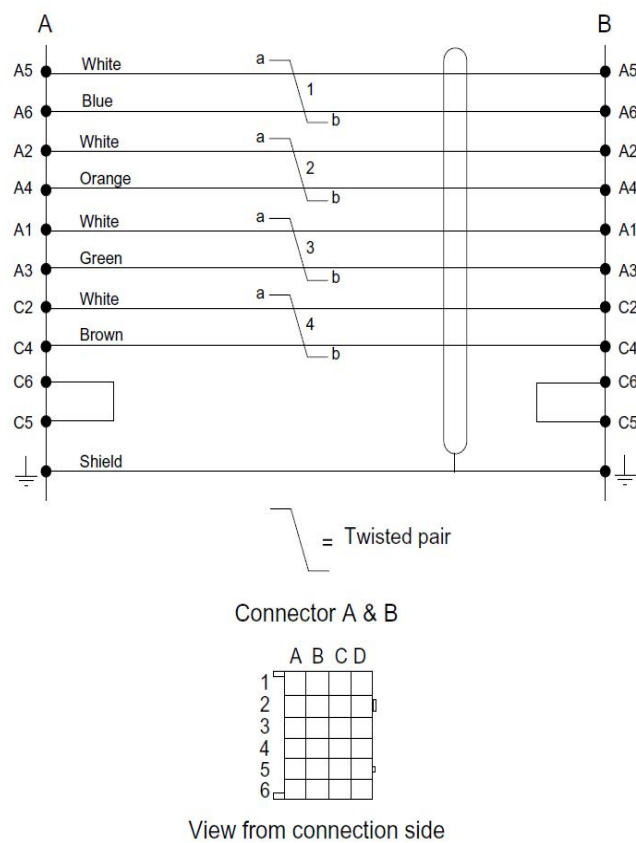 A B
A5 White a A5
1
A6 Blue b A6
A2 White a A2
2
A4 Orange b A4
A1 White a A1
3
A3 Green b A3
C2 White a C2
4
C4 Brown b C4
C6 C6
C5 C5
Shield
= Twisted pair
Connector A & B
A B C D
1
2
3
4
5
6
View from connection side